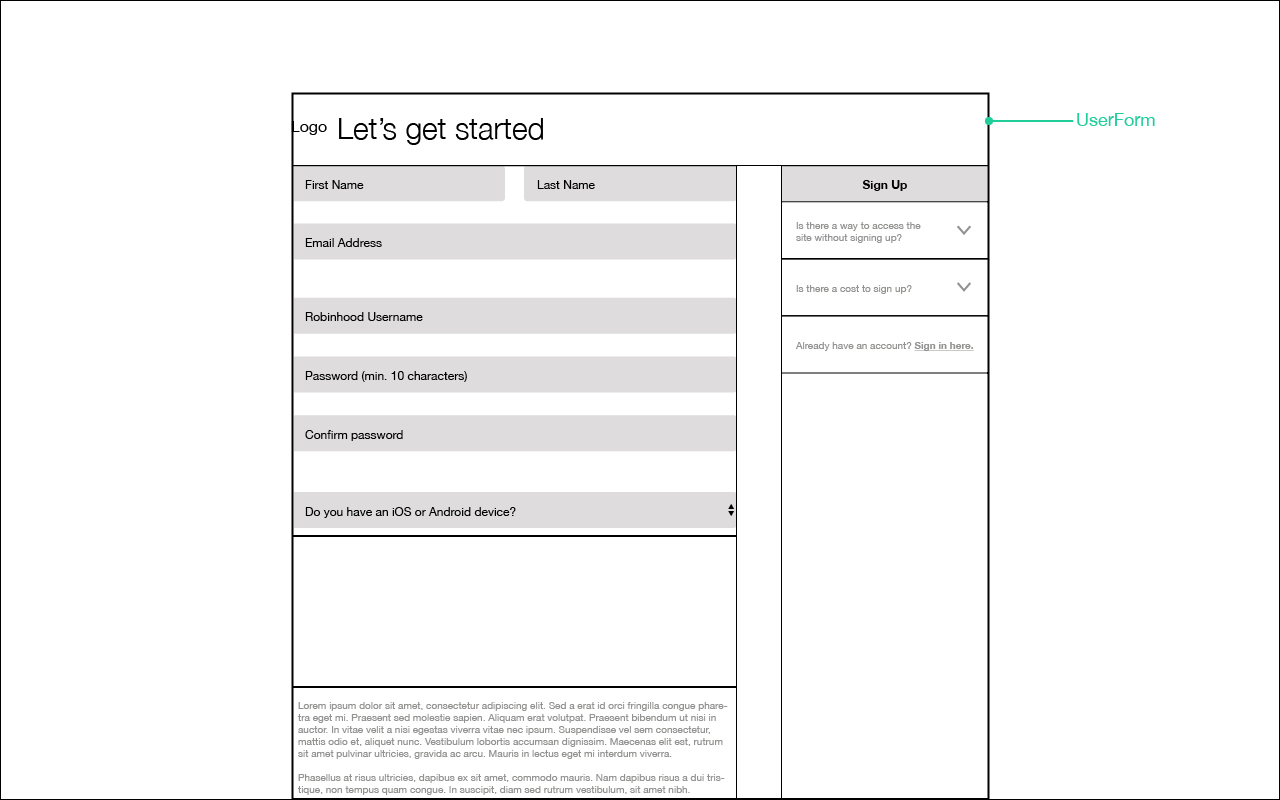 Logo Let's get started
UserForm
First Name
Last Name
Email Address
Robinhood Username
Password (min. 10 characters)
Confirm password
Do you have an iOS or Android device?
Sign Up
Is there a way to access the
site without signing up?
Is there a cost to sign up?
Already have an account? Sign in here.
Lorem ipsum dolor sit amet, consectetur adipiscing elit. Sed a erat id orci fringilla congue phare-
tra eget mi. Praesent sed molestie sapien. Aliquam erat volutpat. Praesent bibendum ut nisi in
auctor. In vitae velit a nisi egestas viverra vitae nec ipsum. Suspendisse vel sem consectetur,
mattis odio et, aliquet nunc. Vestibulum lobortis accumsan dignissim. Maecenas elit est, rutrum
sit amet pulvinar ultricies, gravida ac arcu. Mauris in lectus eget mi interdum viverra.
Phasellus at risus ultricies, dapibus ex sit amet, commodo mauris. Nam dapibus risus a dui tris-
tique, non tempus quam congue. In suscipit, diam sed rutrum vestibulum, sit amet nibh.